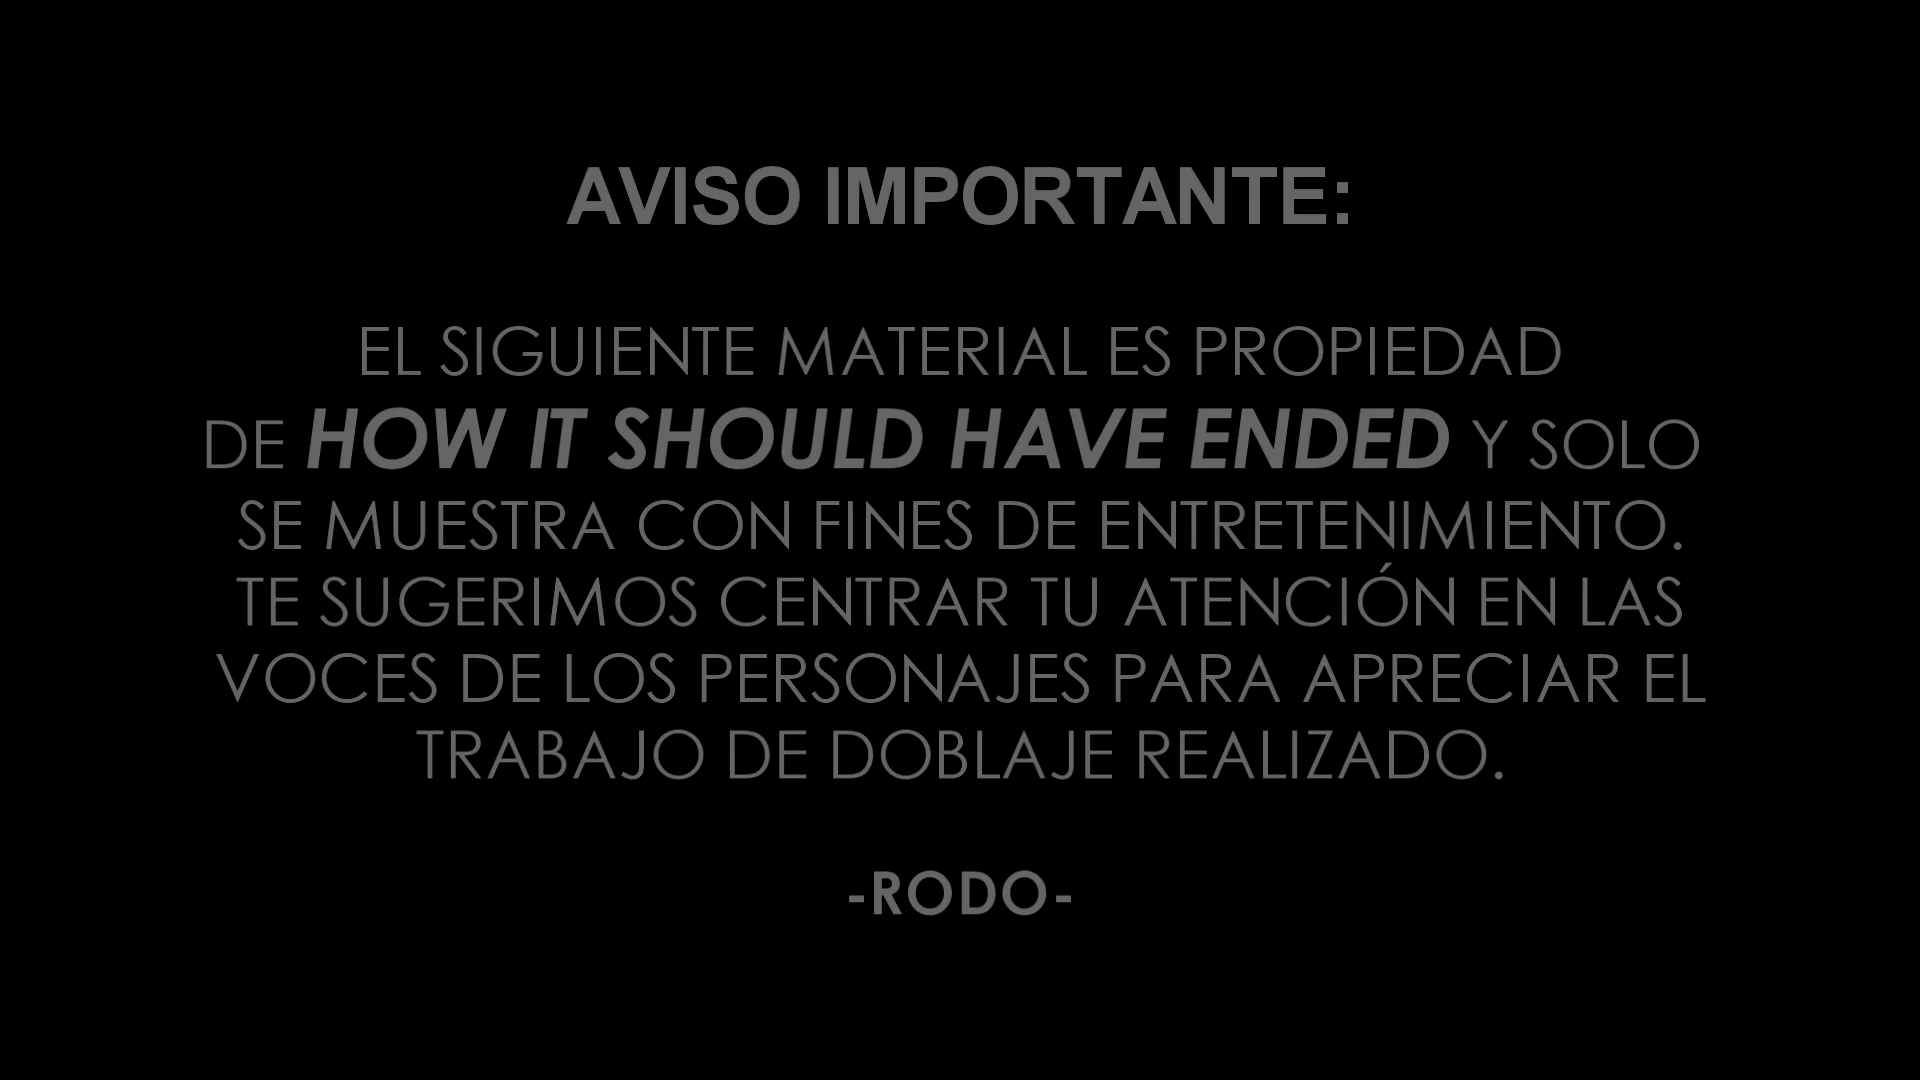 AVISO IMPORTANTE:
EL SIGUIENTE MATERIAL ES PROPIEDAD
DE HOW IT SHOULD HAVE ENDED Y SOLO
SE MUESTRA CON FINES DE ENTRETENIMIENTO.
TE SUGERIMOS CENTRAR TU ATENCIÓN EN LAS
VOCES DE LOS PERSONAJES PARA APRECIAR EL
TRABAJO DE DOBLAJE REALIZADO.
-RODO-